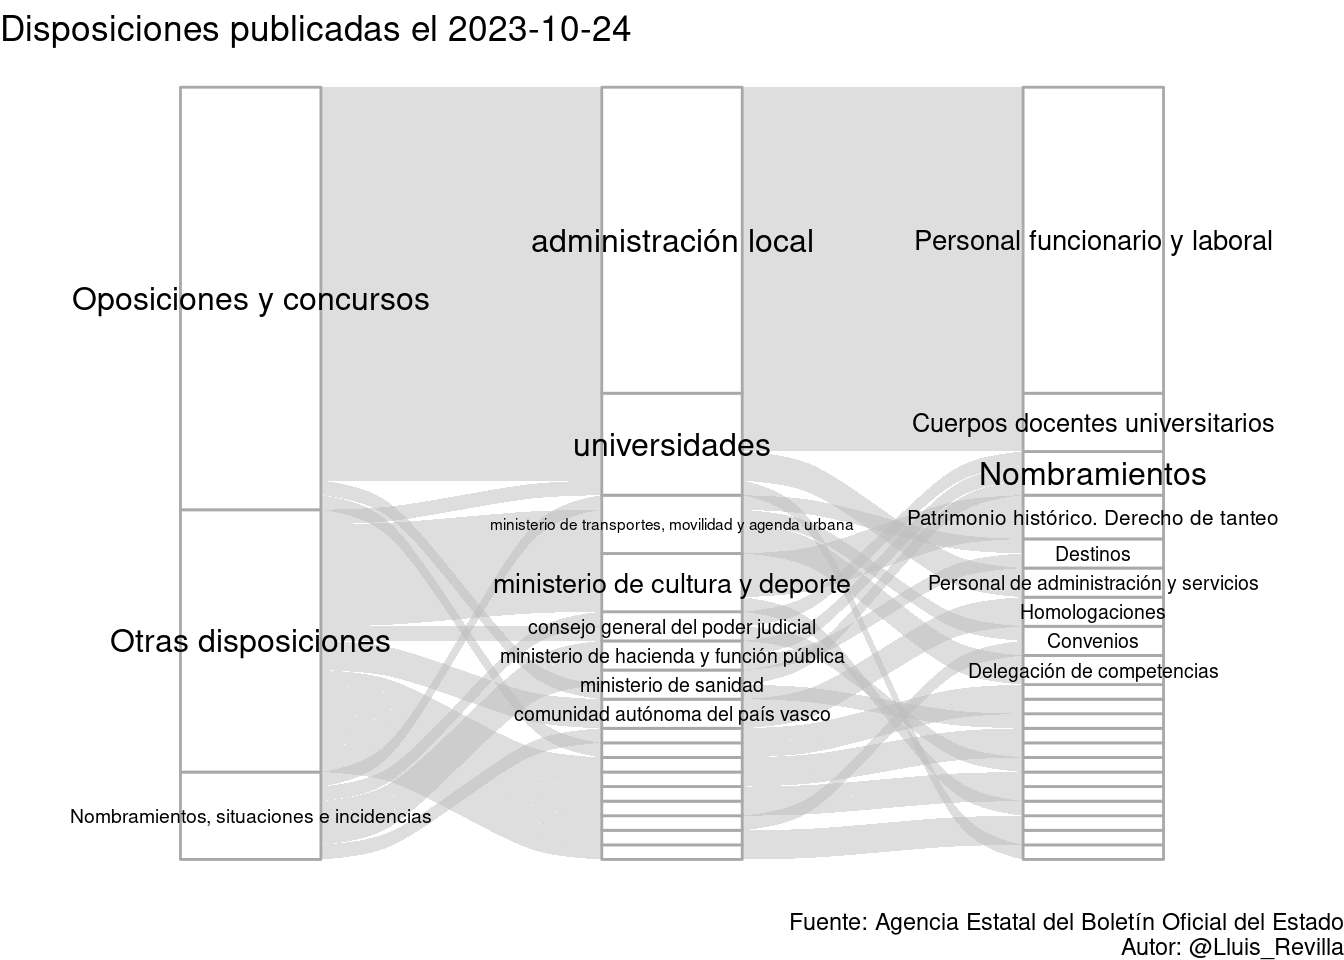 Disposiciones publicadas el 2023-10-24
Oposiciones y concursos
Otras disposiciones
Nombramientos, situaciones e incidencias
administración local
universidades
ministerio de transportes, movilidad y agenda urbana
ministerio de cultura y deporte
consejo general del poder judicial
ministerio de hacienda y función pública
ministerio de sanidad
comunidad autónoma del país vasco
Personal funcionario y laboral
Cuerpos docentes universitarios
Nombramientos
Patrimonio histórico. Derecho de tanteo
Destinos
Personal de administración y servicios
Homologaciones
Convenios
Delegación de competencias
Fuente: Agencia Estatal del Boletín Oficial del Estado
Autor: @Lluis_Revilla